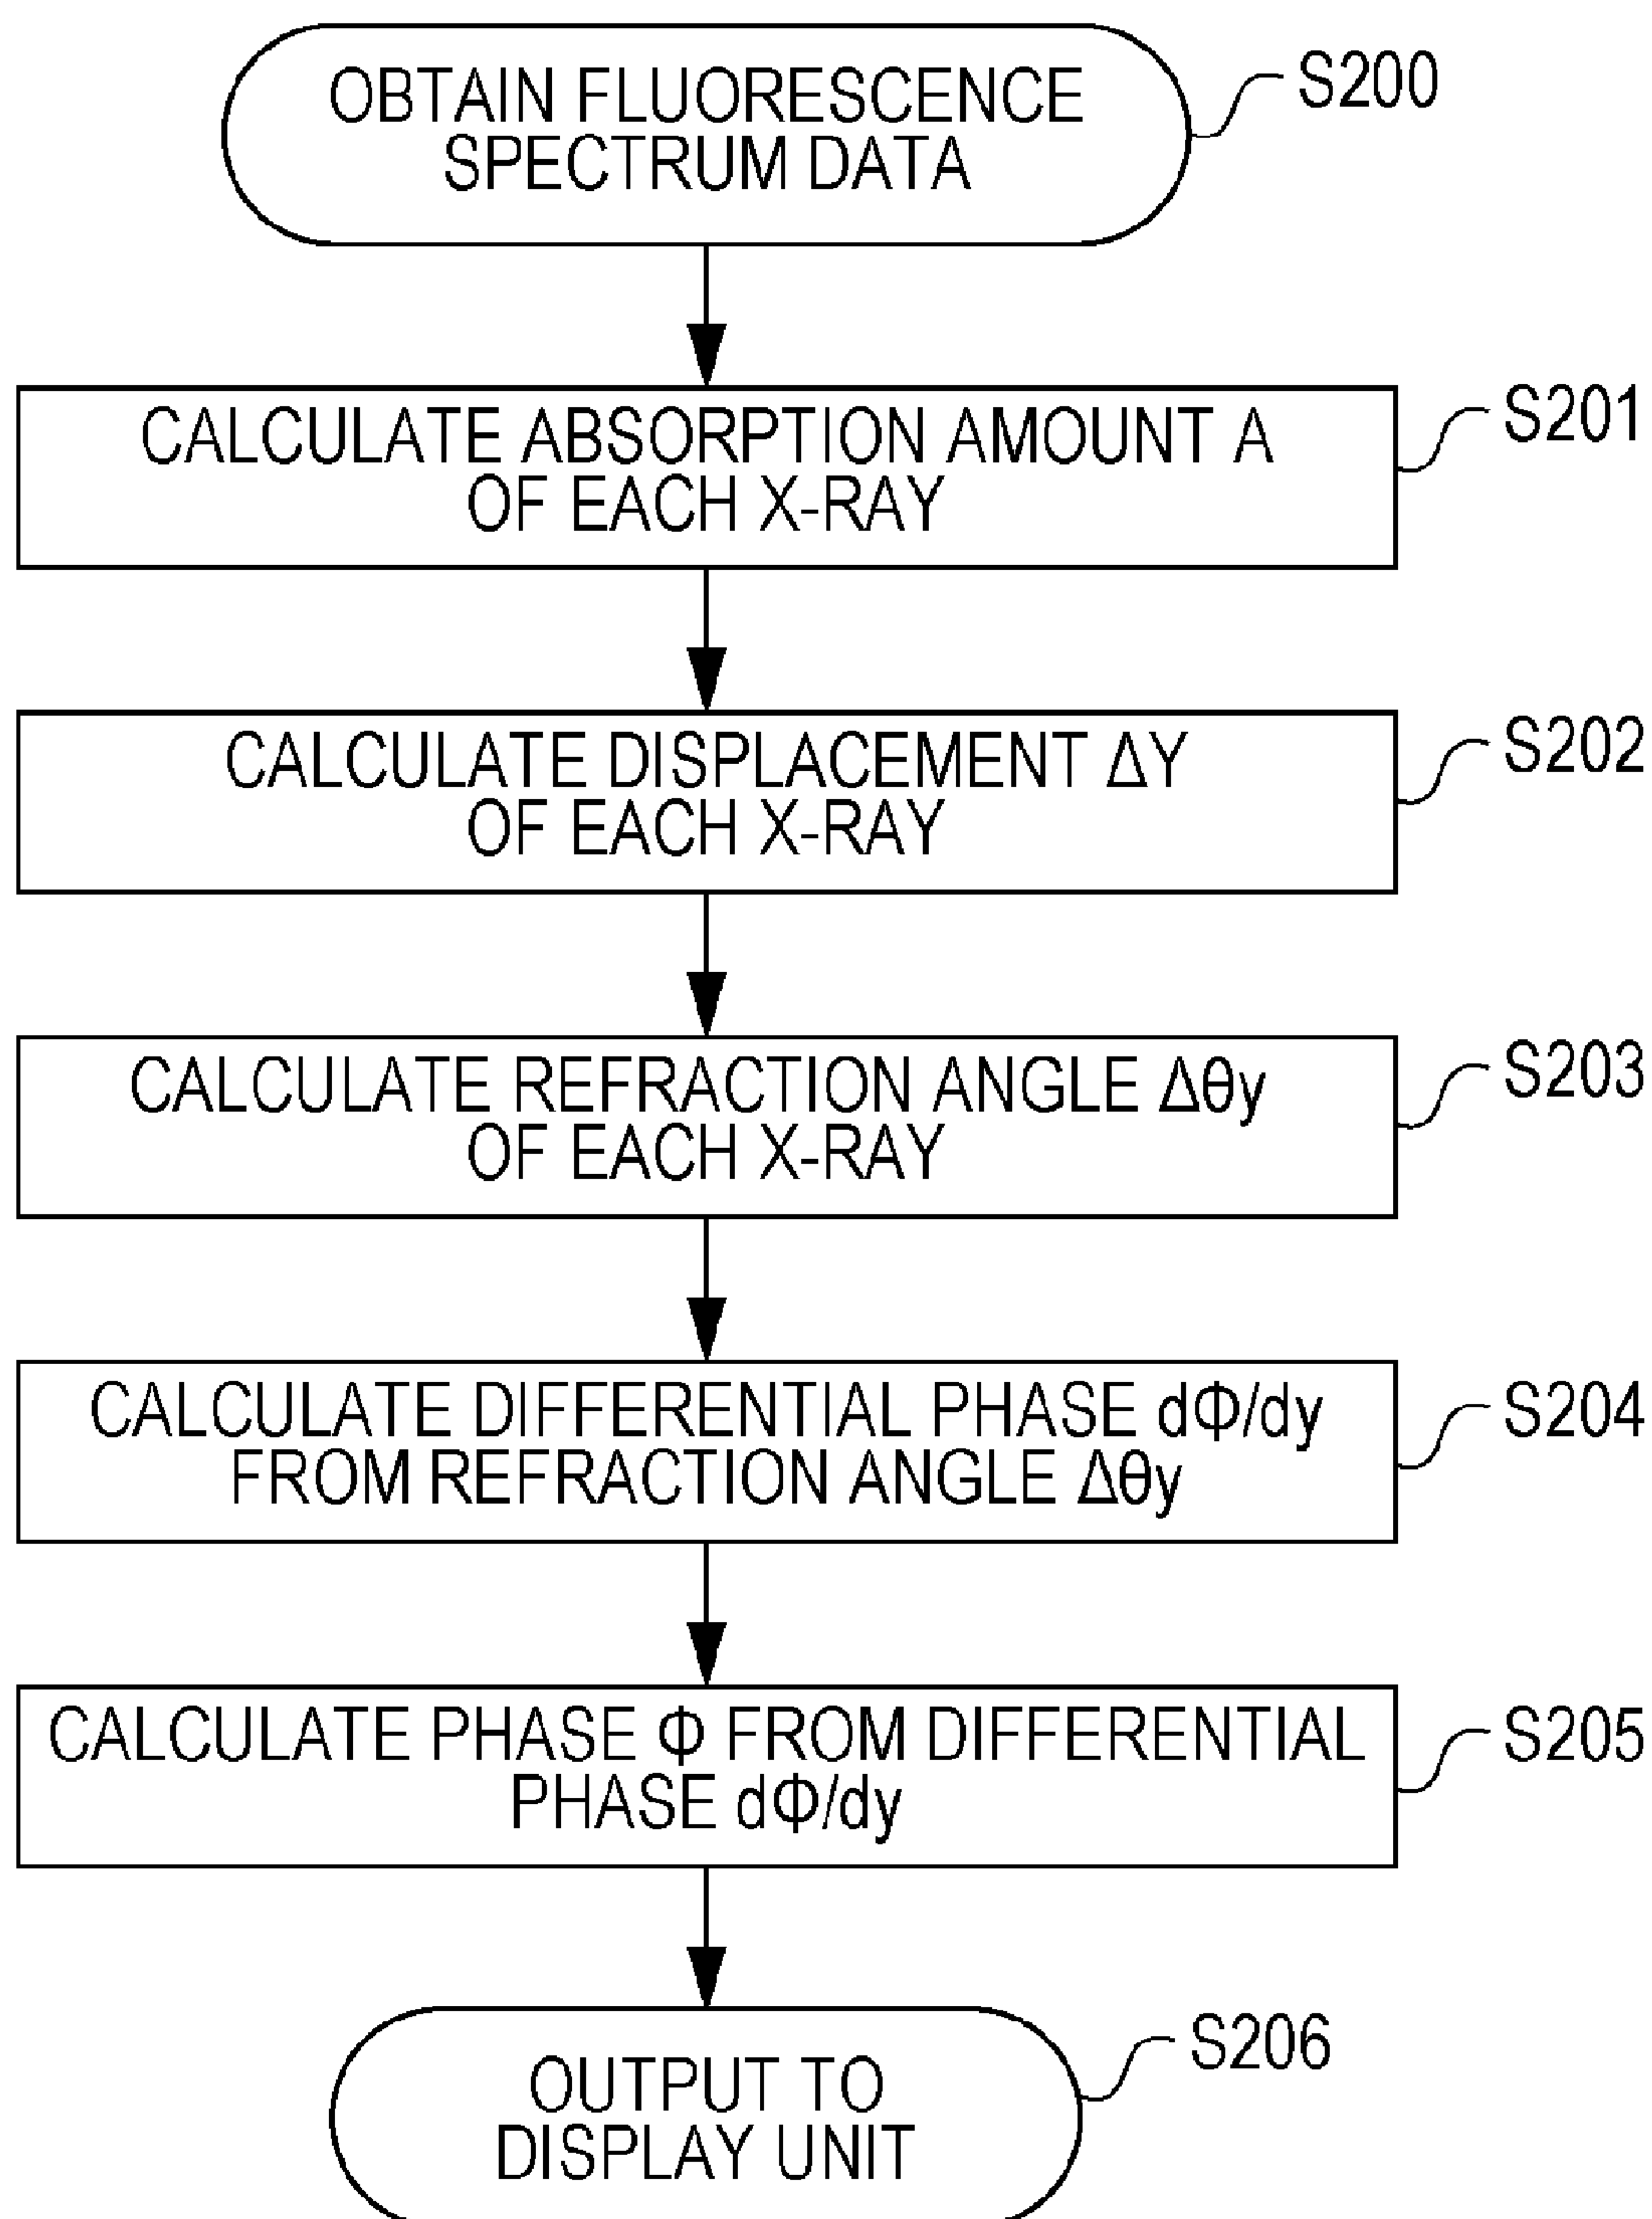 OBTAIN FLUORESCENCE
SPECTRUM DATA
S200
CALCULATE ABSORPTION AMOUNT A
OF EACH X-RAY
S201
CALCULATE DISPLACEMENT ΔY
OF EACH X-RAY
S202
CALCULATE REFRACTION ANGLE Δθy
OF EACH X-RAY
S203
CALCULATE DIFFERENTIAL PHASE dΦ/dy
FROM REFRACTION ANGLE Δθy
S204
CALCULATE PHASE Φ FROM DIFFERENTIAL
PHASE dΦ/dy
S205
OUTPUT TO
DISPLAY UNIT
S206